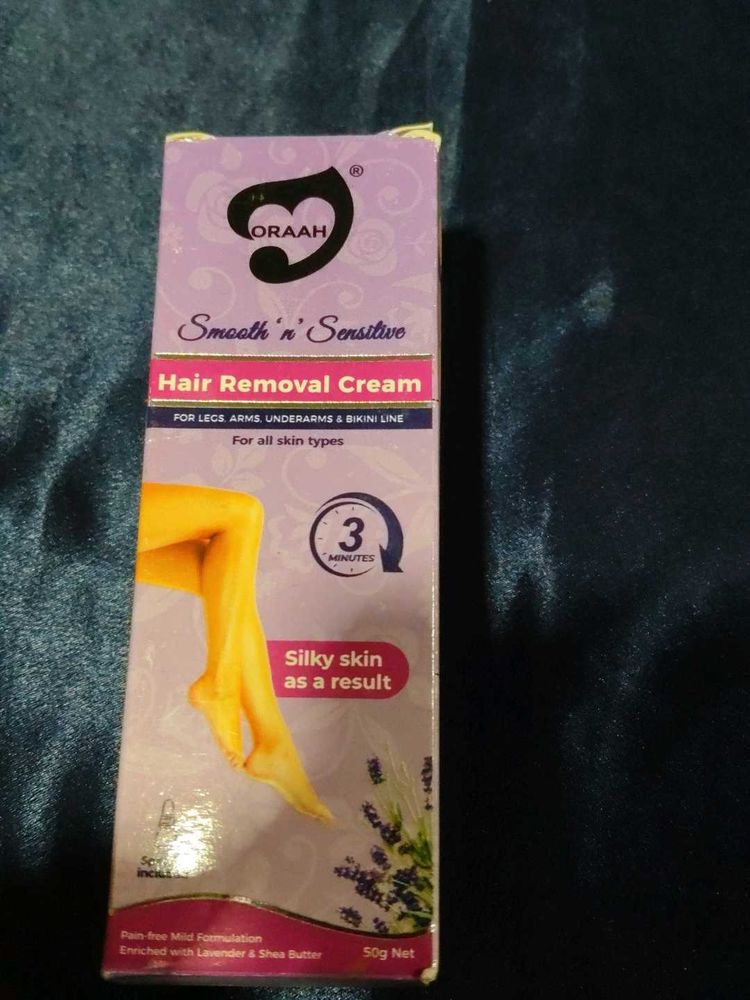 ®
ORAAH
Smooth 'n' Sensitive
Hair Removal Cream
FOR LEGS, ARMS, UNDERARMS & BIKINI LINE
For all skin types
3
MINUTES
Silky skin
as a result
Pain-free Mild Formulation
Enriched with Lavender & Shea Butter
50g Net